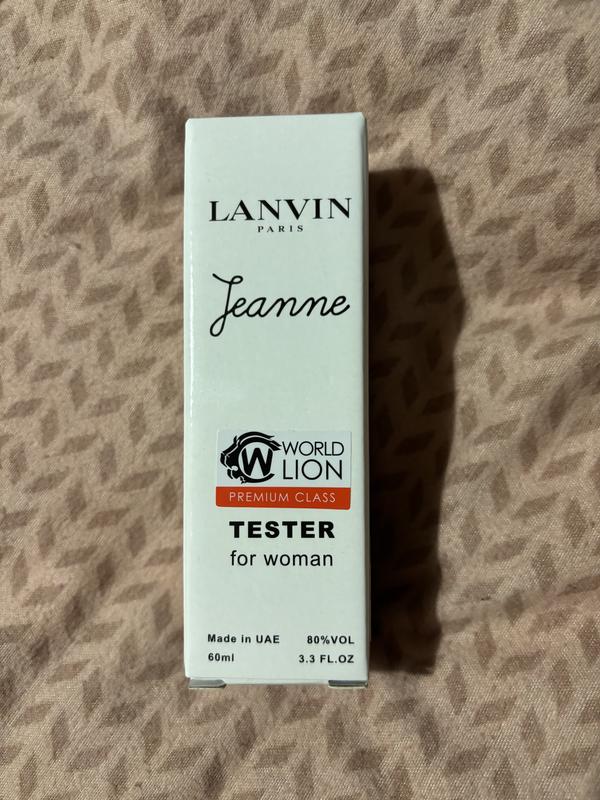 LANVIN
PARIS
Jeanne
W
WORLD
LION
PREMIUM CLASS
TESTER
for woman
Made in UAE 80%VOL
60ml 3.3 FL.OZ